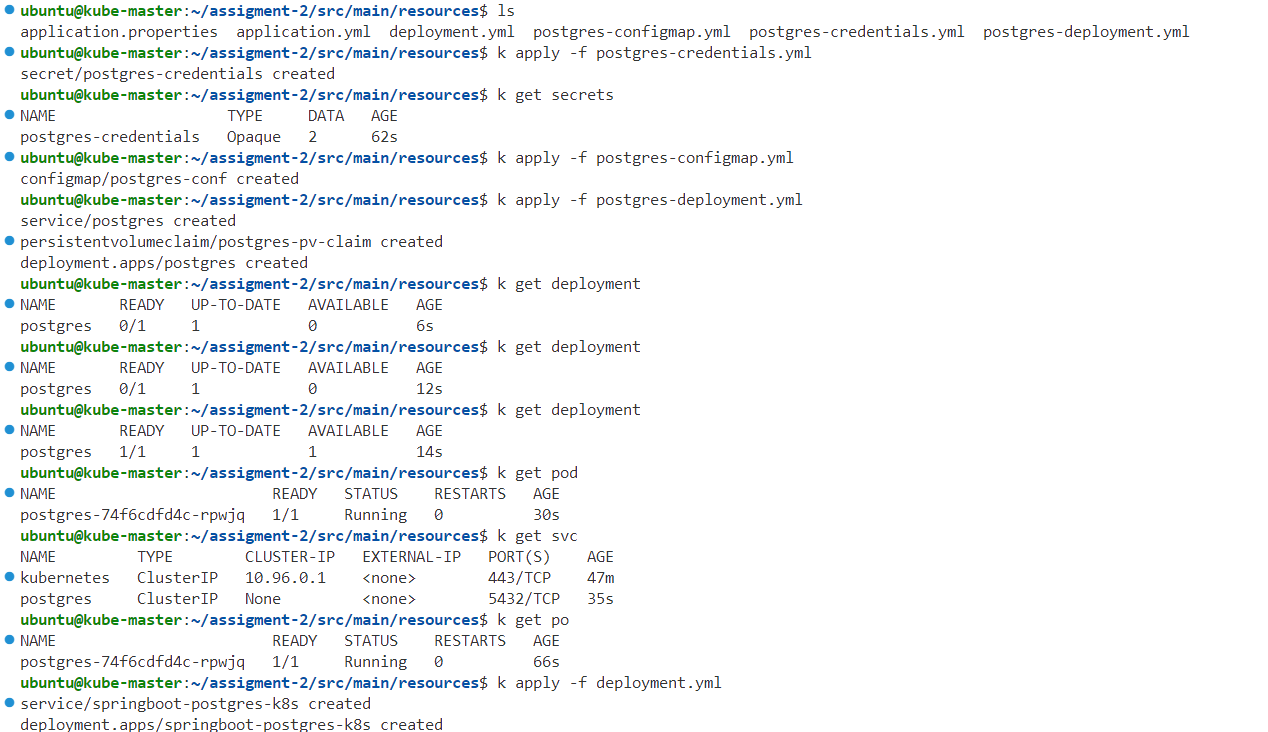 ubuntu@kube-master:~/assigment-2/src/main/resources$ ls
application.properties  application.yml  deployment.yml  postgres-configmap.yml  postgres-credentials.yml  postgres-deployment.yml
ubuntu@kube-master:~/assigment-2/src/main/resources$ k apply -f postgres-credentials.yml
secret/postgres-credentials created
ubuntu@kube-master:~/assigment-2/src/main/resources$ k get secrets
NAME                   TYPE     DATA   AGE
postgres-credentials   Opaque   2      62s
ubuntu@kube-master:~/assigment-2/src/main/resources$ k apply -f postgres-configmap.yml
configmap/postgres-conf created
ubuntu@kube-master:~/assigment-2/src/main/resources$ k apply -f postgres-deployment.yml
service/postgres created
persistentvolumeclaim/postgres-pv-claim created
deployment.apps/postgres created
ubuntu@kube-master:~/assigment-2/src/main/resources$ k get deployment
NAME       READY   UP-TO-DATE   AVAILABLE   AGE
postgres   0/1     1            0           6s
ubuntu@kube-master:~/assigment-2/src/main/resources$ k get deployment
NAME       READY   UP-TO-DATE   AVAILABLE   AGE
postgres   0/1     1            0           12s
ubuntu@kube-master:~/assigment-2/src/main/resources$ k get deployment
NAME       READY   UP-TO-DATE   AVAILABLE   AGE
postgres   1/1     1            1           14s
ubuntu@kube-master:~/assigment-2/src/main/resources$ k get pod
NAME                        READY   STATUS    RESTARTS   AGE
postgres-74f6cdfd4c-rpwjq   1/1     Running   0          30s
ubuntu@kube-master:~/assigment-2/src/main/resources$ k get svc
NAME         TYPE        CLUSTER-IP   EXTERNAL-IP   PORT(S)    AGE
kubernetes   ClusterIP   10.96.0.1    <none>        443/TCP    47m
postgres     ClusterIP   None         <none>        5432/TCP   35s
ubuntu@kube-master:~/assigment-2/src/main/resources$ k get po
NAME                        READY   STATUS    RESTARTS   AGE
postgres-74f6cdfd4c-rpwjq   1/1     Running   0          66s
ubuntu@kube-master:~/assigment-2/src/main/resources$ k apply -f deployment.yml
service/springboot-postgres-k8s created
deployment.apps/springboot-postgres-k8s created